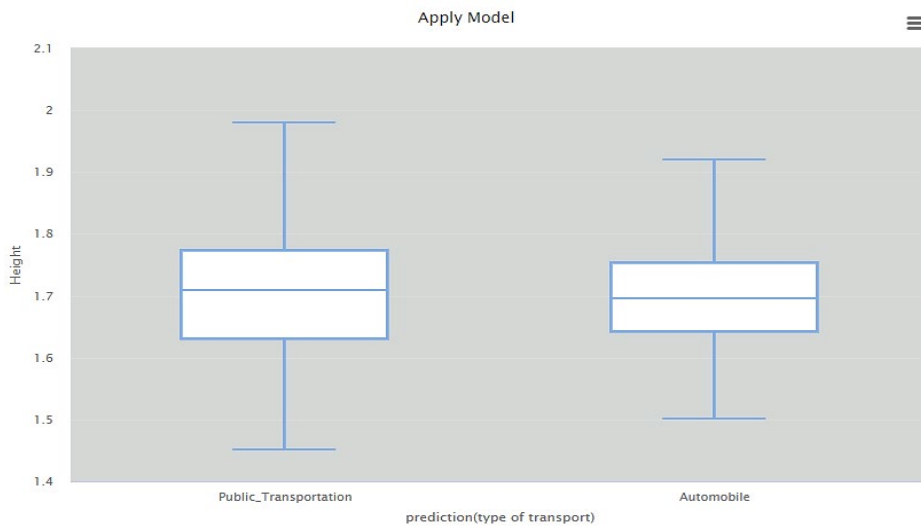 Apply Model
2.1
2
1.9
1.8
1.7
1.6
1.5
1.4
Height
Public_Transportation
Automobile
prediction(type of transport)